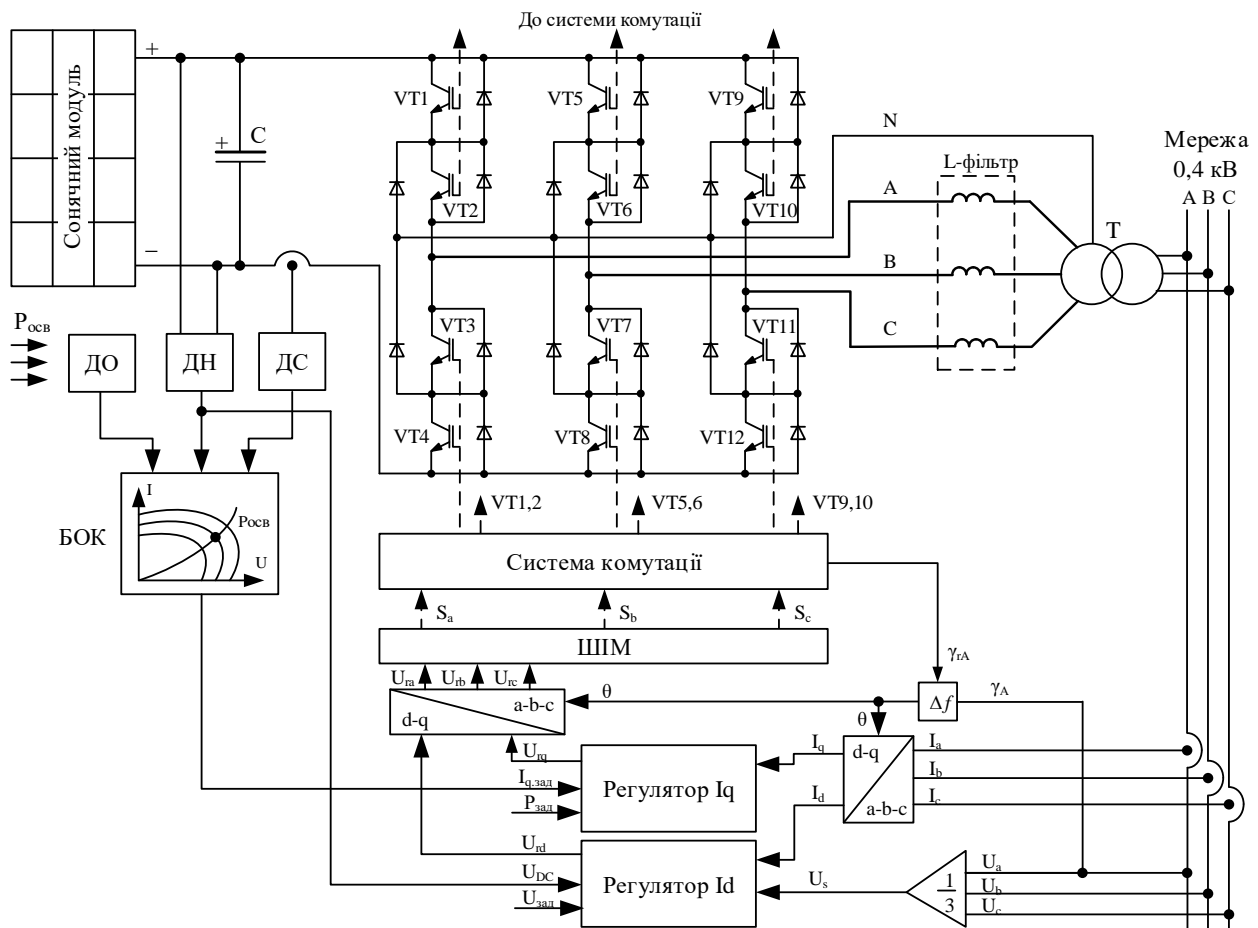 До системи комутації
Сонячний модуль
+
−
+
C
VT1
VT5
VT9
VT2
VT6
VT10
VT3
VT7
VT11
VT4
VT8
VT12
N
A
B
C
L-фільтр
T
Мережа
0,4 кВ
A B C
Pосв
ДО
ДН
ДС
БОК
I
Pосв
U
VT1,2
VT5,6
VT9,10
Система комутації
Sa
Sb
Sc
ШІМ
Ura
Urb
Urc
γrA
θ
Δf
γA
a-b-c
d-q
θ
Urq
Iq
d-q
Ia
Ib
Iq.зад
Регулятор Iq
Id
a-b-c
Ic
Pзад
Urd
UDC
Регулятор Id
Us
1
3
Ua
Ub
Uc
Uзад